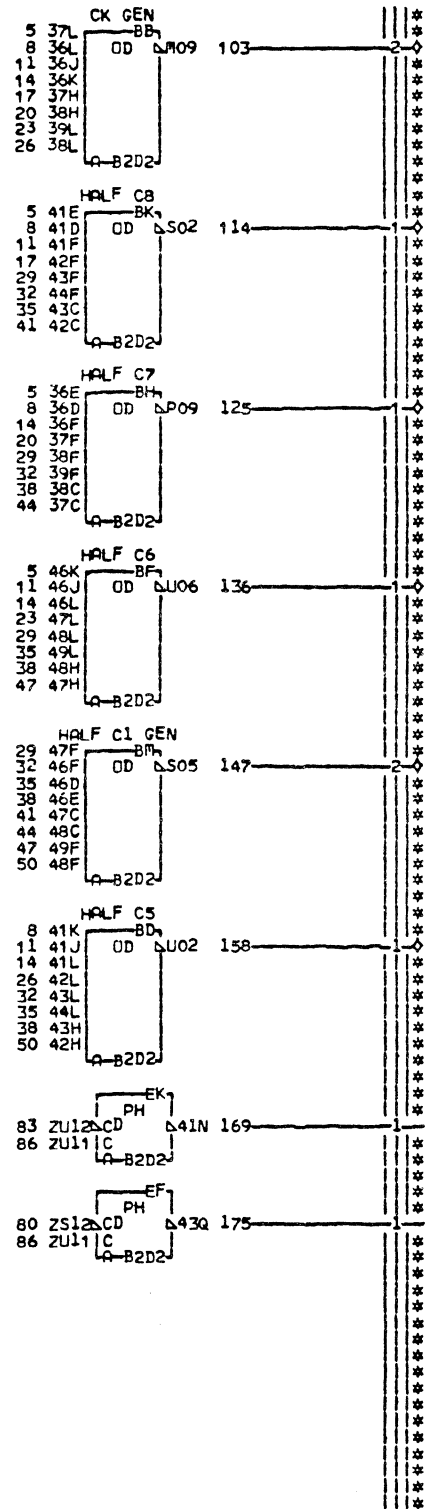 CK GEN
5 37L BB
8 36L OD M09 103 2
11 36J
14 36K
17 37H
20 38H
23 39L
26 38L
A B2D2
HALF C8
5 41E BK
8 41D OD S02 114 1
11 41F
17 42F
29 43F
32 44F
35 43C
41 42C
A B2D2
HALF C7
5 36E BH
8 36D OD P09 125 1
14 36F
20 37F
29 38F
32 39F
38 38C
44 37C
A B2D2
HALF C6
5 46K BF
11 46J OD U06 136 1
14 46L
23 47L
29 48L
35 49L
38 48H
47 47H
A B2D2
HALF C1 GEN
29 47F BM
32 46F OD S05 147 2
35 46D
38 46E
41 47C
44 48C
47 49F
50 48F
A B2D2
HALF C5
8 41K BD
11 41J OD U02 158 1
14 41L
26 42L
32 43L
35 44L
38 43H
50 42H
A B2D2
EK
PH
83 ZU12 CD 41N 169 1
86 ZU11 C
A B2D2
EF
PH
80 ZS12 CD 43Q 175 1
86 ZU11 C
A B2D2